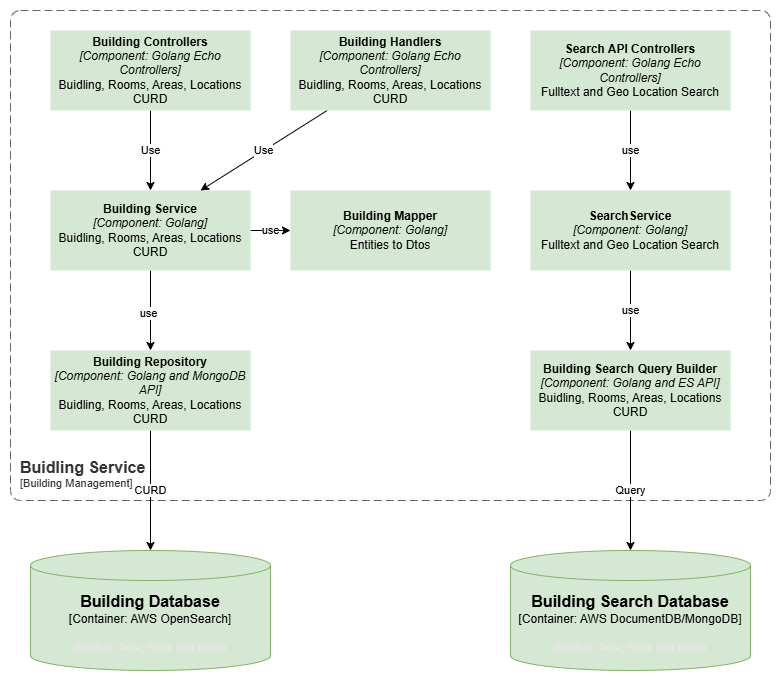 Building Controllers
[Component: Golang Echo
Controllers]
Buidling, Rooms, Areas, Locations
CURD
Building Handlers
[Component: Golang Echo
Controllers]
Buidling, Rooms, Areas, Locations
CURD
Search API Controllers
[Component: Golang Echo
Controllers]
Fulltext and Geo Location Search
Use
Use
use
Building Service
[Component: Golang]
Buidling, Rooms, Areas, Locations
CURD
use
Building Mapper
[Component: Golang]
Entities to Dtos
Search Service
[Component: Golang]
Fulltext and Geo Location Search
use
use
Building Repository
[Component: Golang and MongoDB
API]
Buidling, Rooms, Areas, Locations
CURD
Building Search Query Builder
[Component: Golang and ES API]
Buidling, Rooms, Areas, Locations
CURD
Buidling Service
[Building Management]
CURD
Query
Building Database
[Container: AWS OpenSearch]
Building, Area, Floor and Room
Building Search Database
[Container: AWS DocumentDB/MongoDB]
Building, Area, Floor and Room